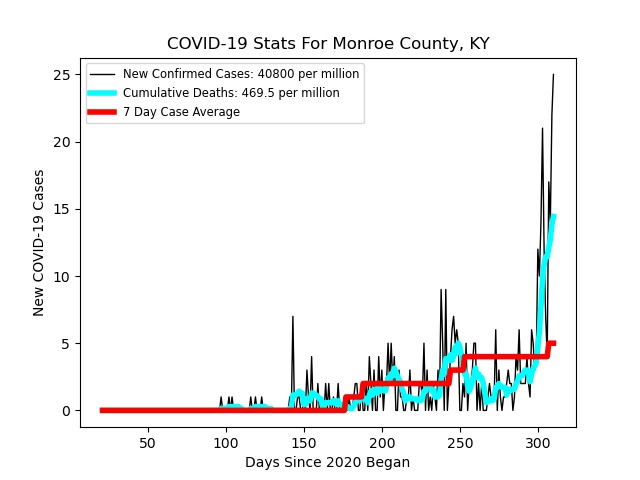 COVID-19 Stats For Monroe County, KY
New Confirmed Cases: 40800 per million
Cumulative Deaths: 469.5 per million
7 Day Case Average
New COVID-19 Cases
25
20
15
10
5
0
50 100 150 200 250 300
Days Since 2020 Began